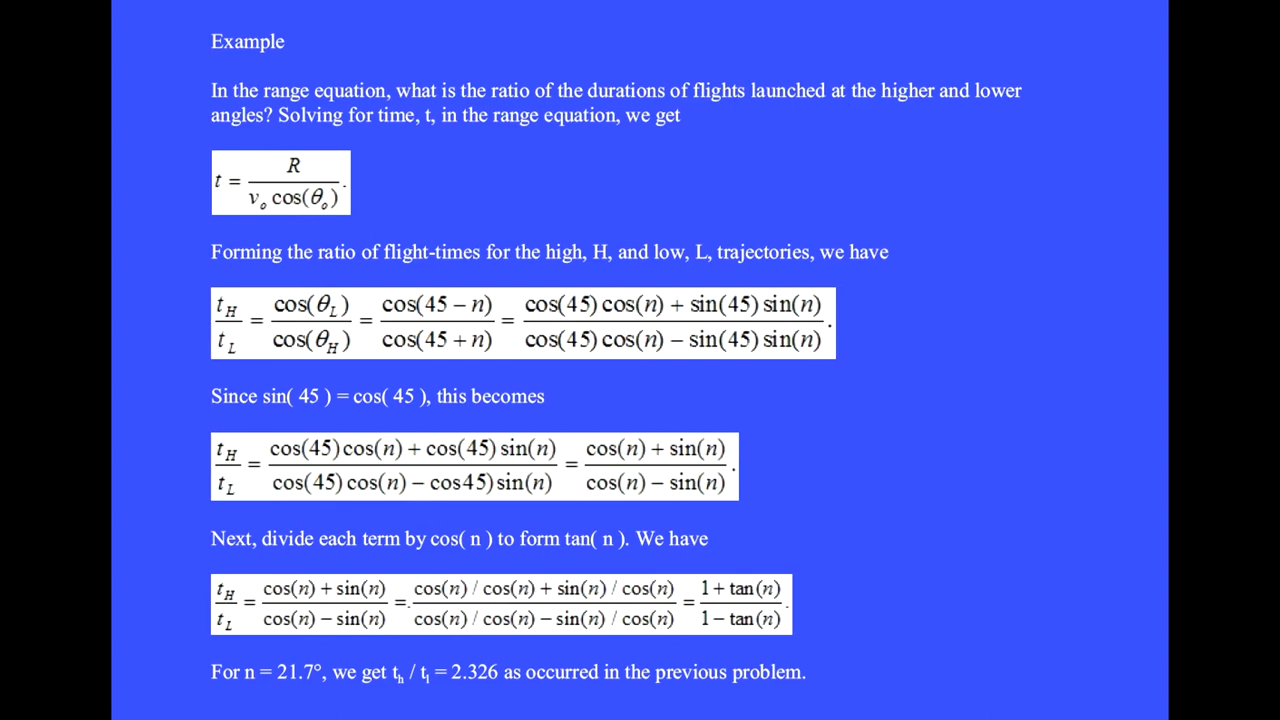 Example
In the range equation, what is the ratio of the durations of flights launched at the higher and lower
angles? Solving for time, t, in the range equation, we get
t = R / (v₀ cos(θ₀)).
Forming the ratio of flight-times for the high, H, and low, L, trajectories, we have
t_H / t_L = cos(θ_L) / cos(θ_H) = cos(45 − n) / cos(45 + n) = (cos(45) cos(n) + sin(45) sin(n)) / (cos(45) cos(n) − sin(45) sin(n)).
Since sin( 45 ) = cos( 45 ), this becomes
t_H / t_L = (cos(45) cos(n) + cos(45) sin(n)) / (cos(45) cos(n) − cos45) sin(n)) = (cos(n) + sin(n)) / (cos(n) − sin(n)).
Next, divide each term by cos( n ) to form tan( n ). We have
t_H / t_L = (cos(n) + sin(n)) / (cos(n) − sin(n)) =. (cos(n) / cos(n) + sin(n) / cos(n)) / (cos(n) / cos(n) − sin(n) / cos(n)) = (1 + tan(n)) / (1 − tan(n)).
For n = 21.7°, we get t_h / t_l = 2.326 as occurred in the previous problem.